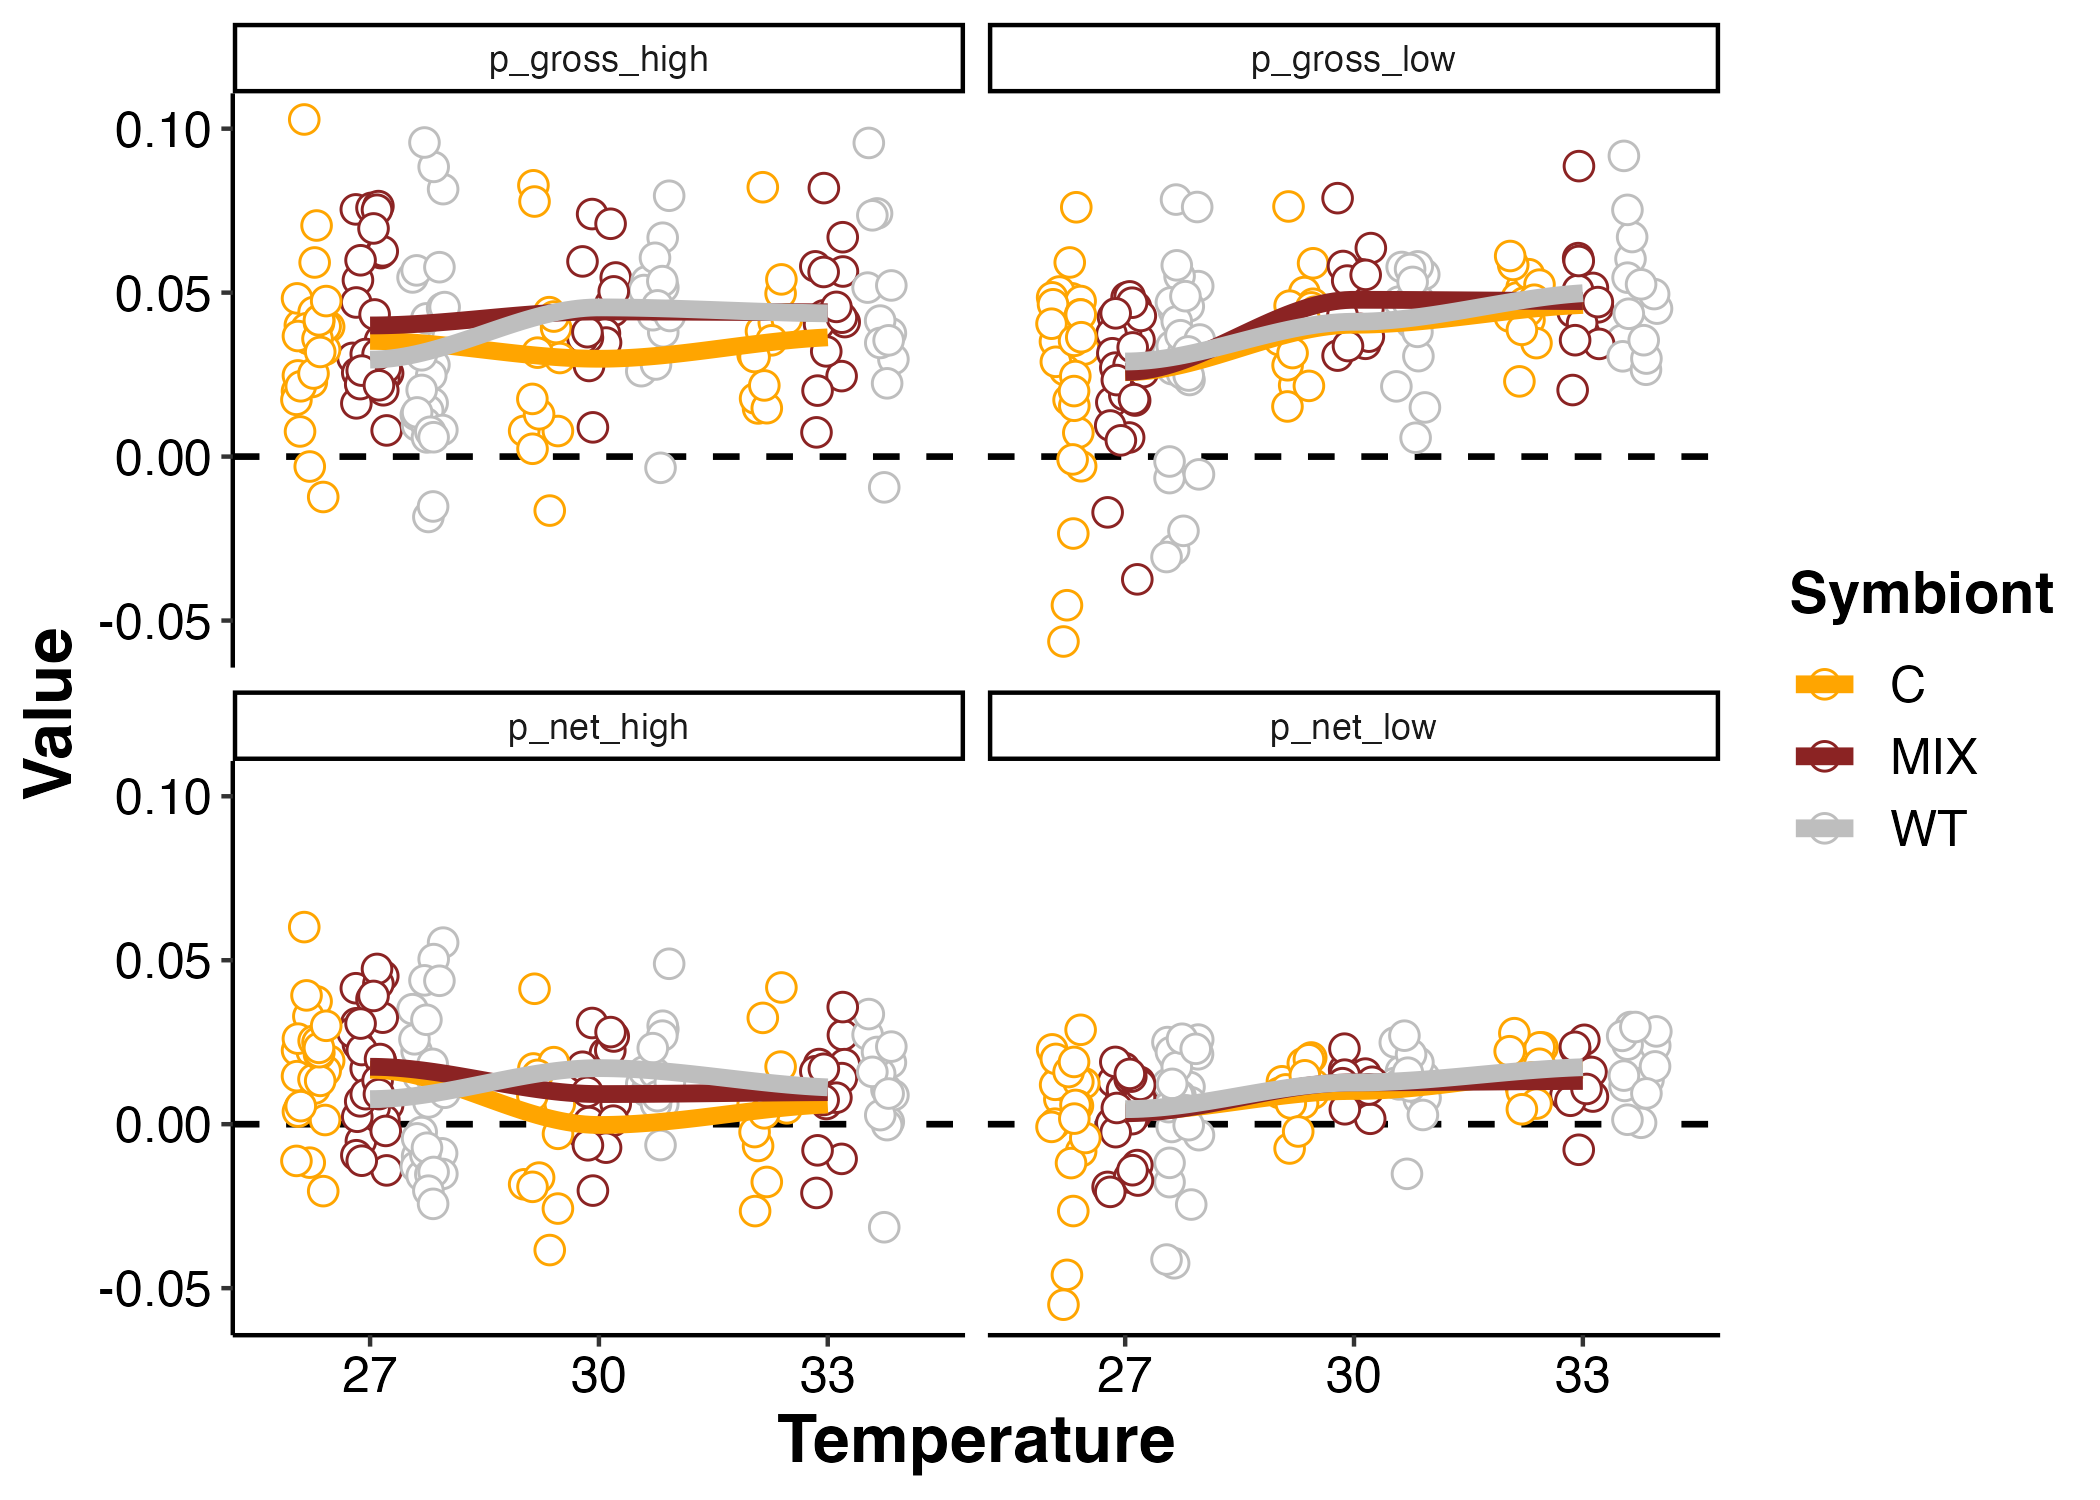 p_gross_high
p_gross_low
0.10
0.05
0.00
-0.05
p_net_high
p_net_low
0.10
0.05
0.00
-0.05
27
30
33
27
30
33
Temperature
Value
Symbiont
C
MIX
WT